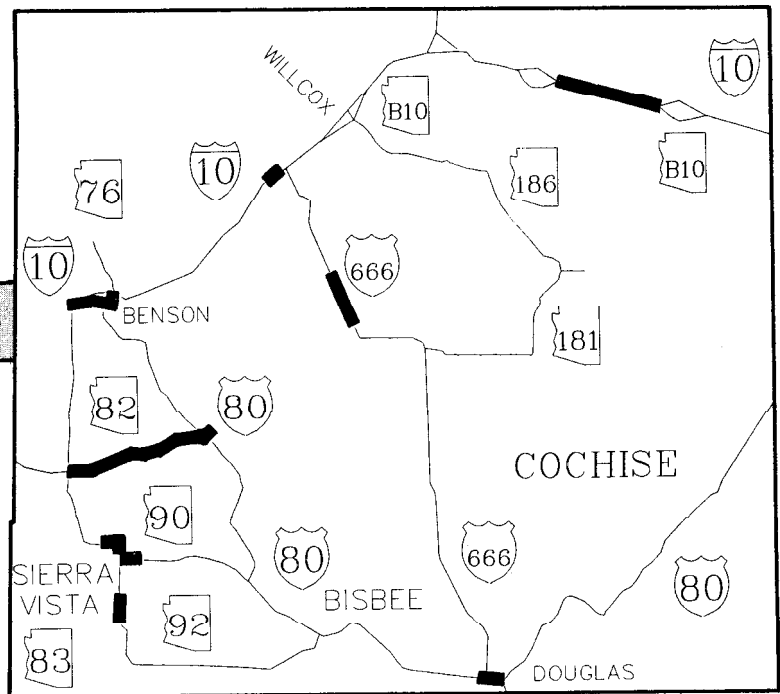 WILLCOX
10
B10
10
76
186
B10
10
666
BENSON
181
82
80
COCHISE
90
80
666
80
SIERRA
VISTA
BISBEE
92
83
DOUGLAS